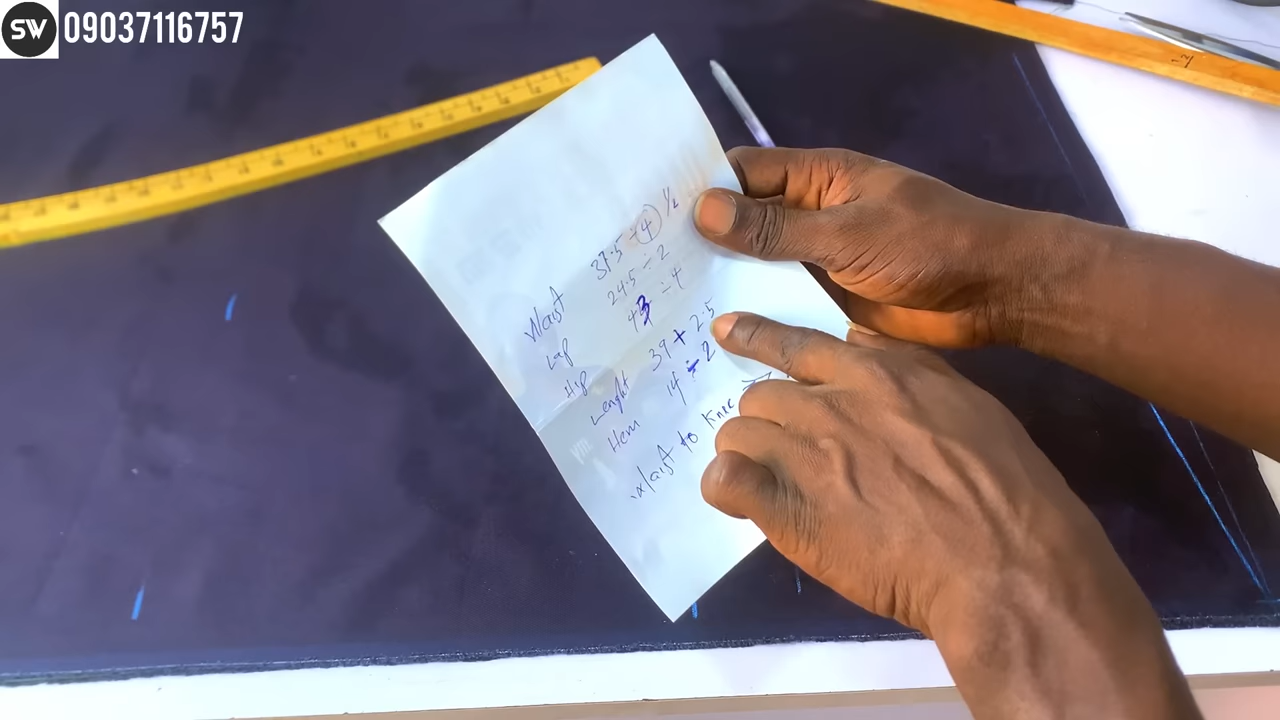 SW 09037116757
Waist 37.5 ÷ 4 1/2
Lap 24.5 ÷ 2
Hip 43 ÷ 4
Lenght 39 + 2.5
Hem 14 ÷ 2
Waist to Knee